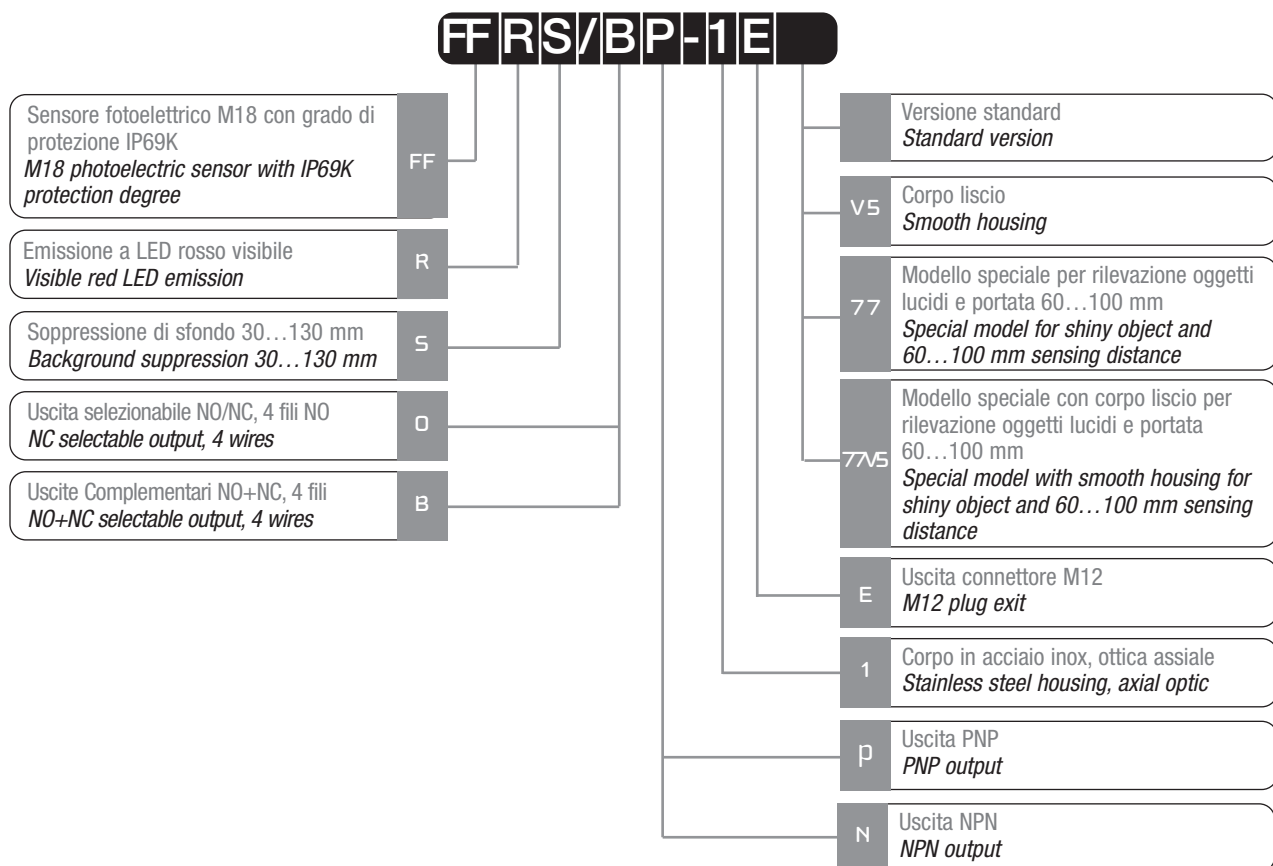 FFRS/BP-1E
Sensore fotoelettrico M18 con grado di
protezione IP69K
M18 photoelectric sensor with IP69K
protection degree
FF
Emissione a LED rosso visibile
Visible red LED emission
R
Soppressione di sfondo 30…130 mm
Background suppression 30…130 mm
S
Uscita selezionabile NO/NC, 4 fili NO
NC selectable output, 4 wires
0
Uscite Complementari NO+NC, 4 fili
NO+NC selectable output, 4 wires
B
Versione standard
Standard version
V5
Corpo liscio
Smooth housing
77
Modello speciale per rilevazione oggetti
lucidi e portata 60…100 mm
Special model for shiny object and
60…100 mm sensing distance
77V5
Modello speciale con corpo liscio per
rilevazione oggetti lucidi e portata
60…100 mm
Special model with smooth housing for
shiny object and 60…100 mm sensing
distance
E
Uscita connettore M12
M12 plug exit
1
Corpo in acciaio inox, ottica assiale
Stainless steel housing, axial optic
P
Uscita PNP
PNP output
N
Uscita NPN
NPN output